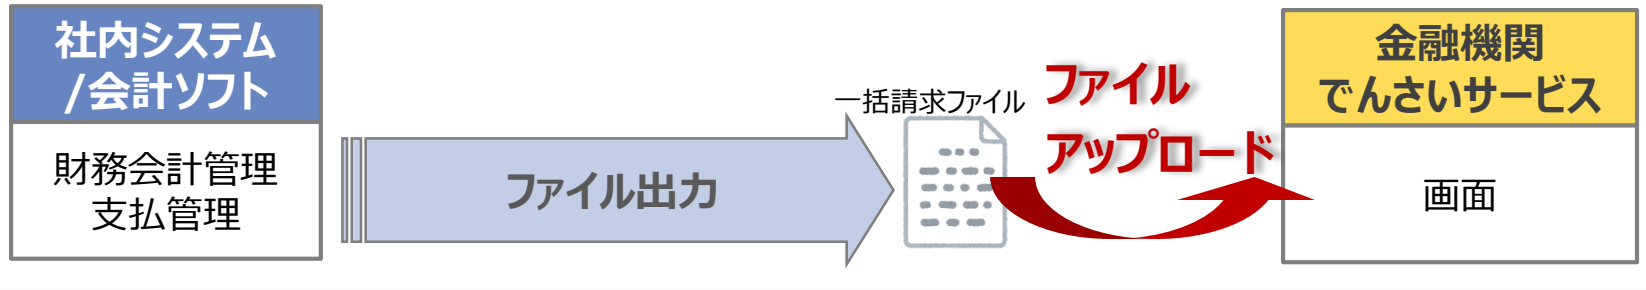 社内システム
/会計ソフト
財務会計管理
支払管理
ファイル出力
一括請求ファイル
ファイル
アップロード
金融機関
でんさいサービス
画面